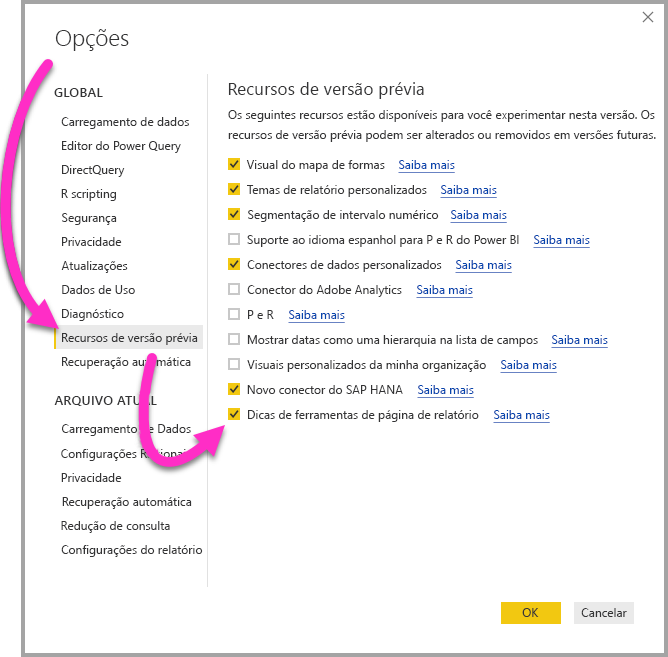 Opções
GLOBAL
Carregamento de dados
Editor do Power Query
DirectQuery
R scripting
Segurança
Privacidade
Atualizações
Dados de Uso
Diagnóstico
Recursos de versão prévia
Recuperação automática
ARQUIVO ATUAL
Carregamento de Dados
Configurações Regionais
Privacidade
Recuperação automática
Redução de consulta
Configurações do relatório
Recursos de versão prévia
Os seguintes recursos estão disponíveis para você experimentar nesta versão. Os
recursos de versão prévia podem ser alterados ou removidos em versões futuras.
Visual do mapa de formas Saiba mais
Temas de relatório personalizados Saiba mais
Segmentação de intervalo numérico Saiba mais
Suporte ao idioma espanhol para P e R do Power BI Saiba mais
Conectores de dados personalizados Saiba mais
Conector do Adobe Analytics Saiba mais
P e R Saiba mais
Mostrar datas como uma hierarquia na lista de campos Saiba mais
Visuais personalizados da minha organização Saiba mais
Novo conector do SAP HANA Saiba mais
Dicas de ferramentas de página de relatório Saiba mais
OK Cancelar